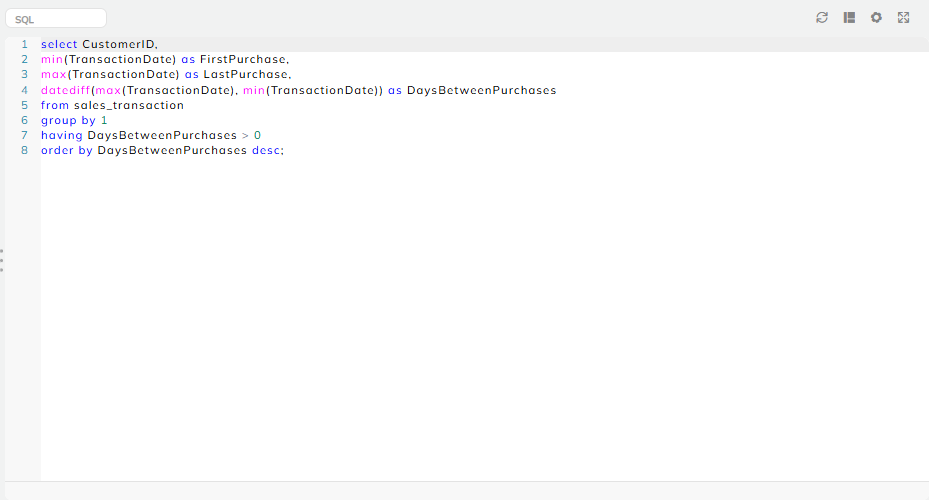 SQL
1 select CustomerID,
2 min(TransactionDate) as FirstPurchase,
3 max(TransactionDate) as LastPurchase,
4 datediff(max(TransactionDate), min(TransactionDate)) as DaysBetweenPurchases
5 from sales_transaction
6 group by 1
7 having DaysBetweenPurchases > 0
8 order by DaysBetweenPurchases desc;